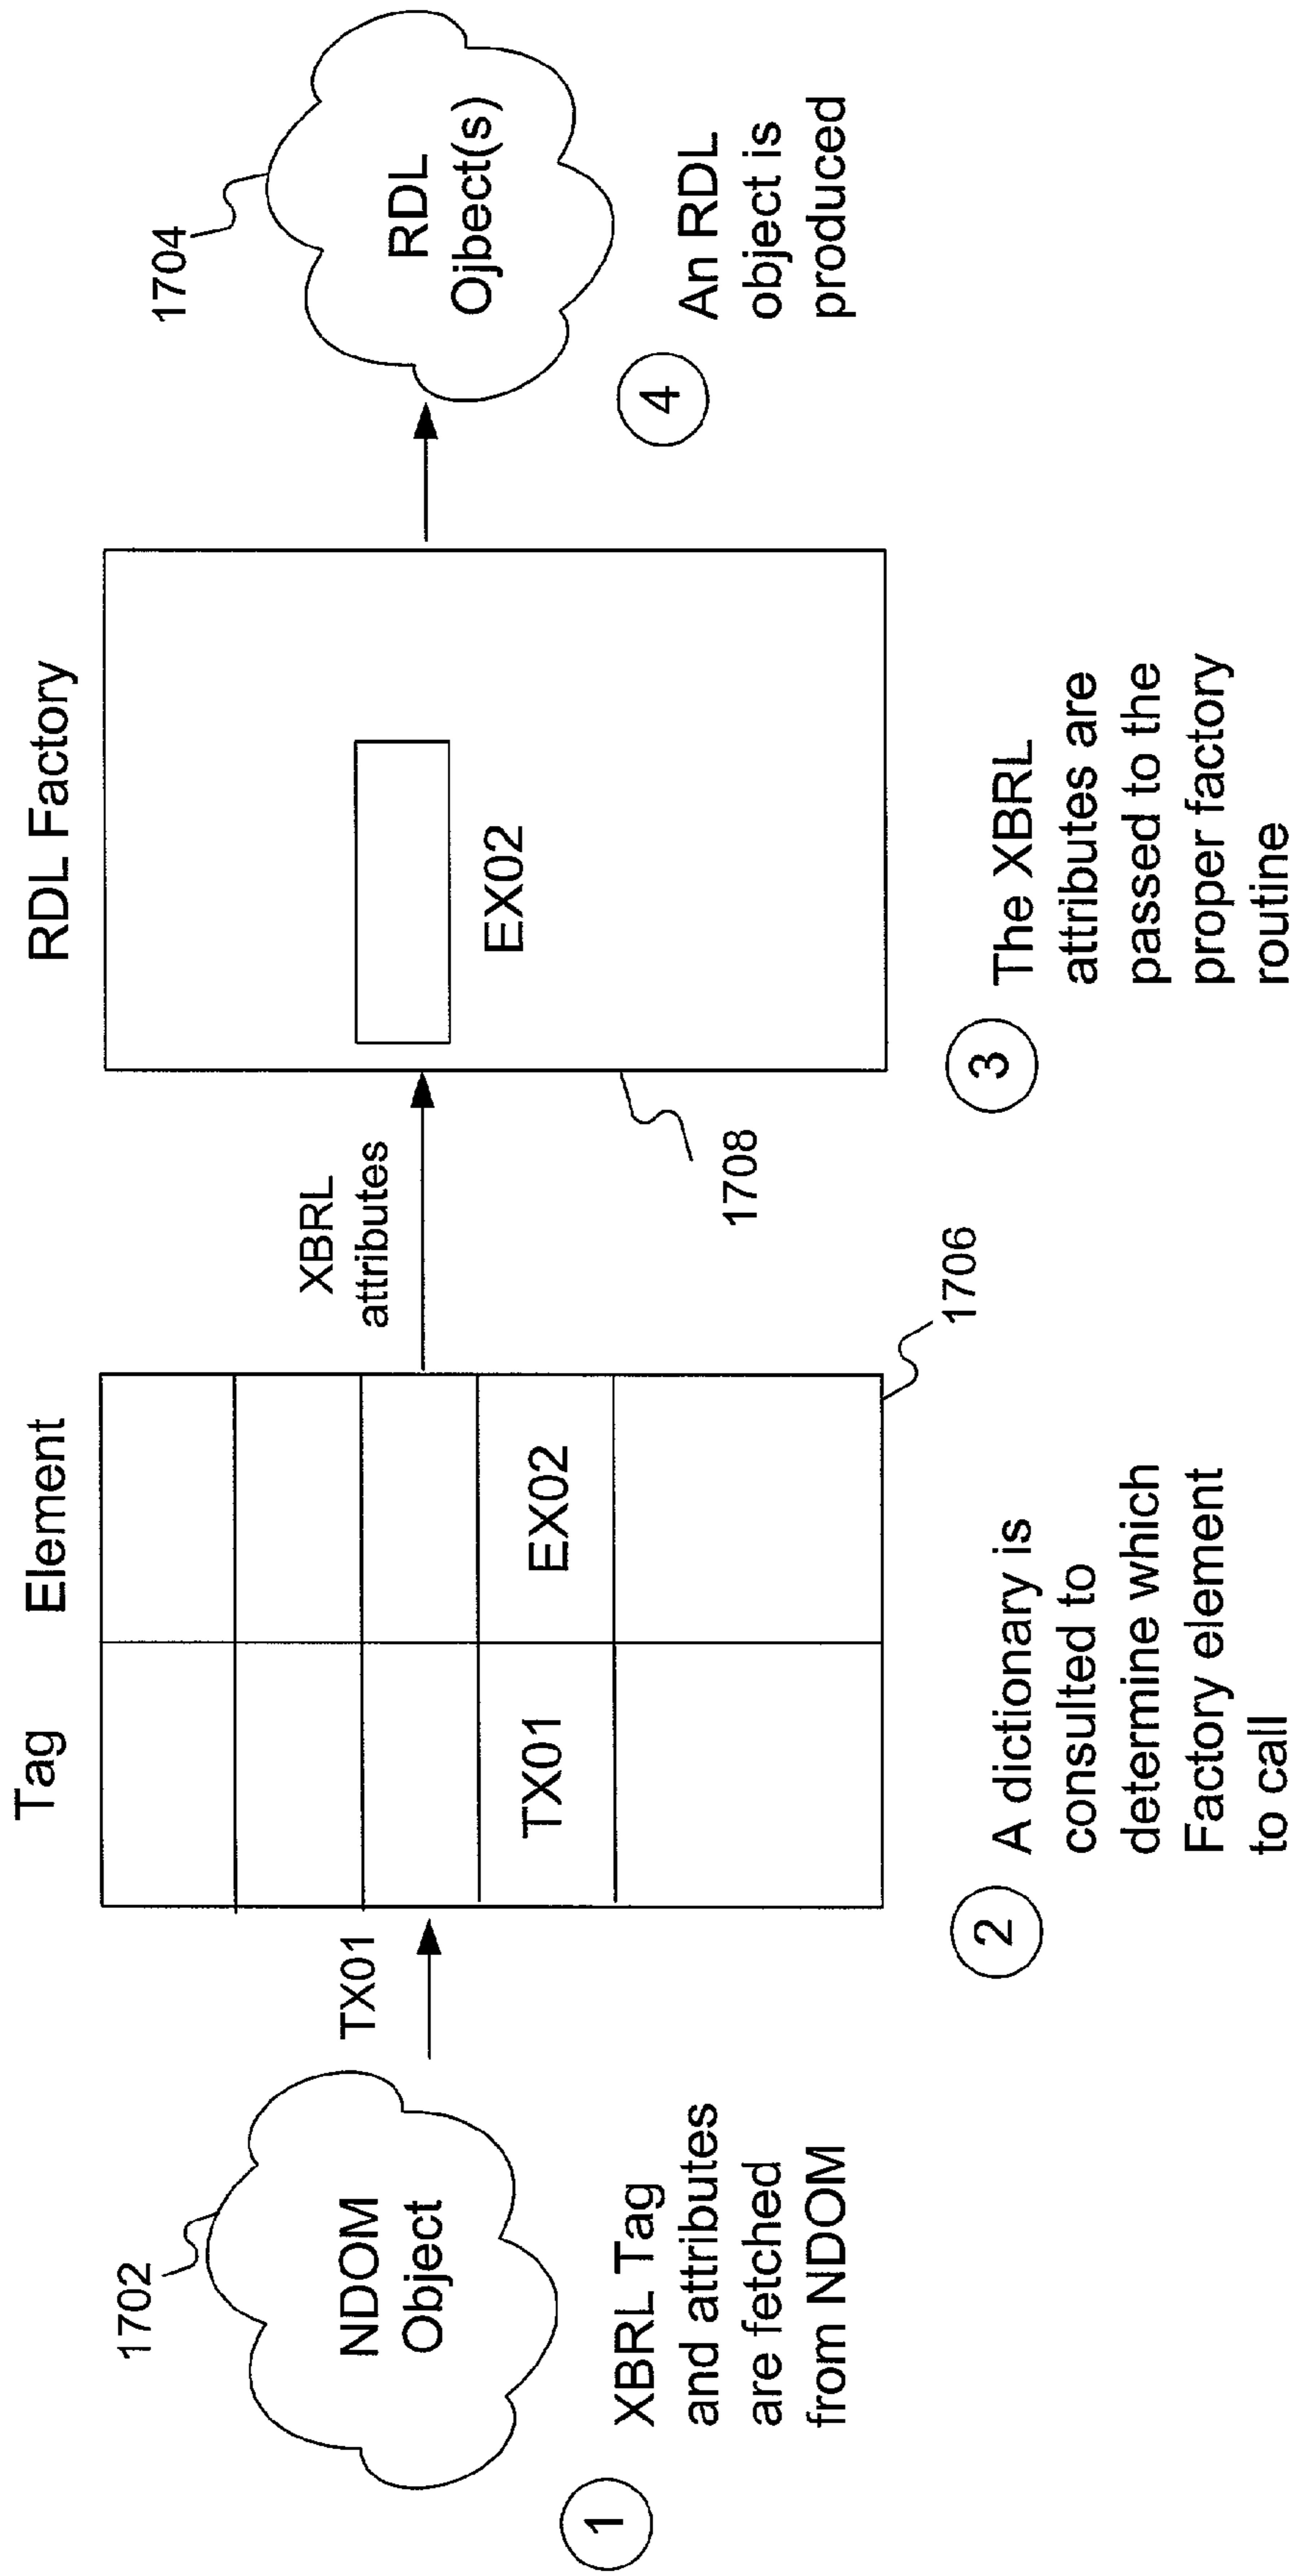 1702
NDOM
Object
1
XBRL Tag
and attributes
are fetched
from NDOM
TX01
Tag
Element
TX01
EX02
1706
2
A dictionary is
consulted to
determine which
Factory element
to call
XBRL
attributes
RDL Factory
EX02
1708
3
The XBRL
attributes are
passed to the
proper factory
routine
1704
RDL
Ojbect(s)
4
An RDL
object is
produced